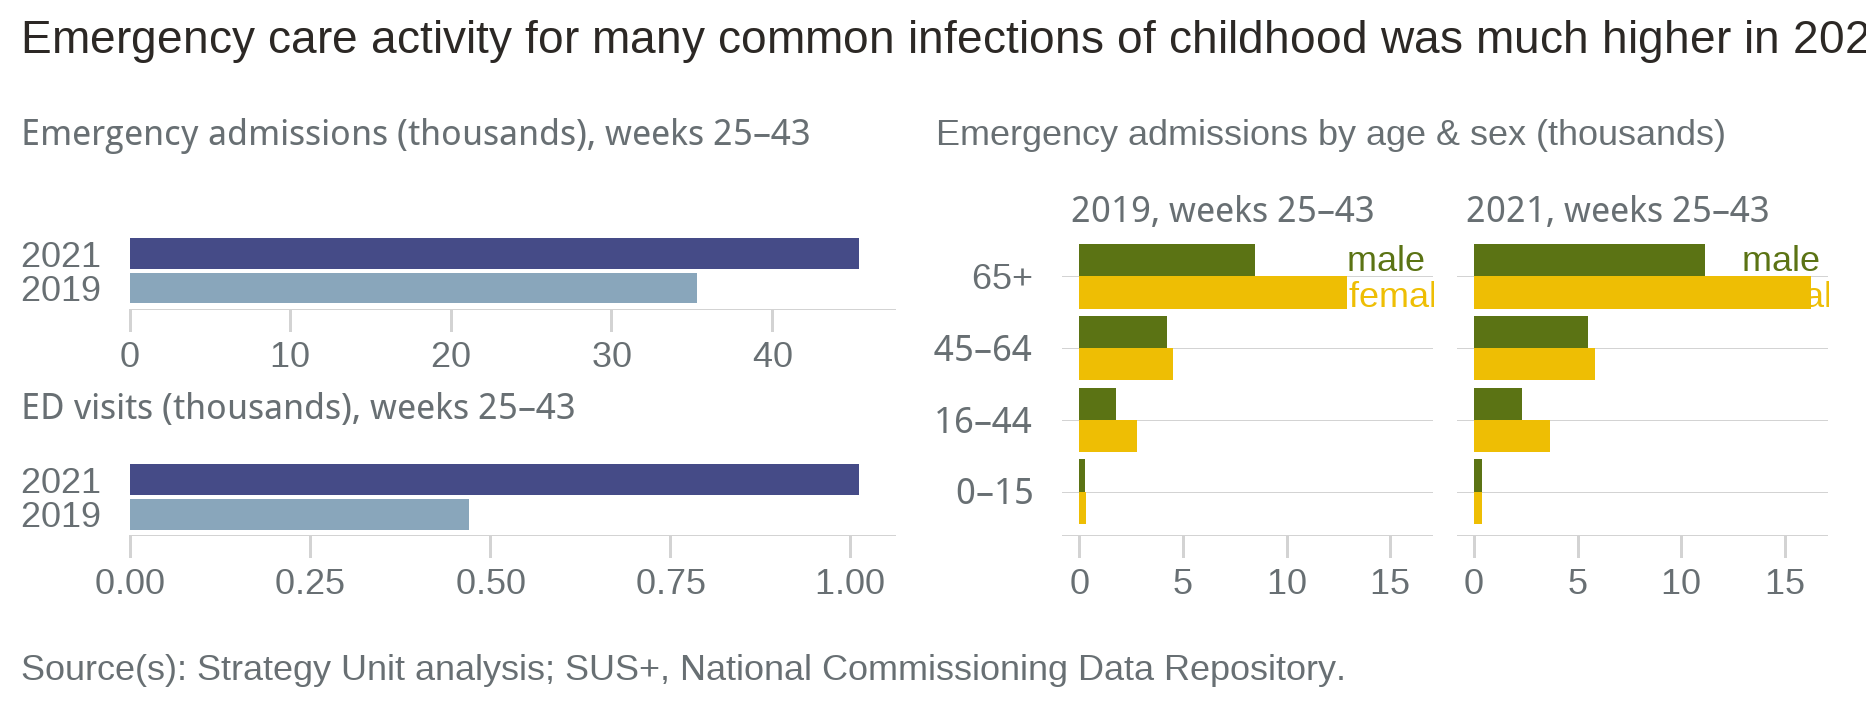 Emergency care activity for many common infections of childhood was much higher in 202
Emergency admissions (thousands), weeks 25–43
2021
2019
0 10 20 30 40
ED visits (thousands), weeks 25–43
2021
2019
0.00 0.25 0.50 0.75 1.00
Emergency admissions by age & sex (thousands)
2019, weeks 25–43 2021, weeks 25–43
male male
65+
femal al
45–64
16–44
0–15
0 5 10 15 0 5 10 15
Source(s): Strategy Unit analysis; SUS+, National Commissioning Data Repository.